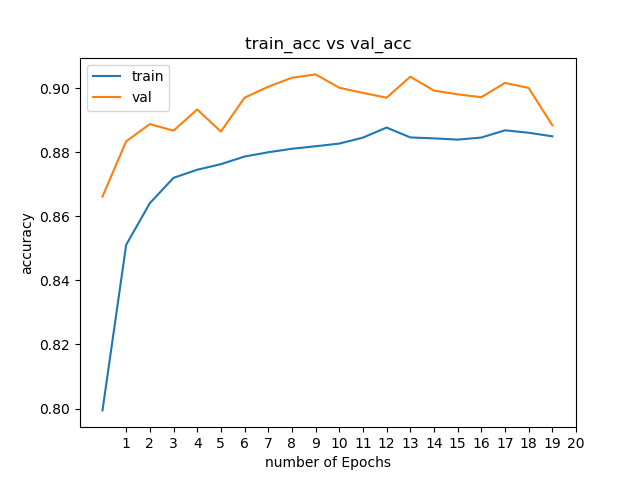 train_acc vs val_acc
train
val
accuracy
0.90
0.88
0.86
0.84
0.82
0.80
1 2 3 4 5 6 7 8 9 10 11 12 13 14 15 16 17 18 19 20
number of Epochs